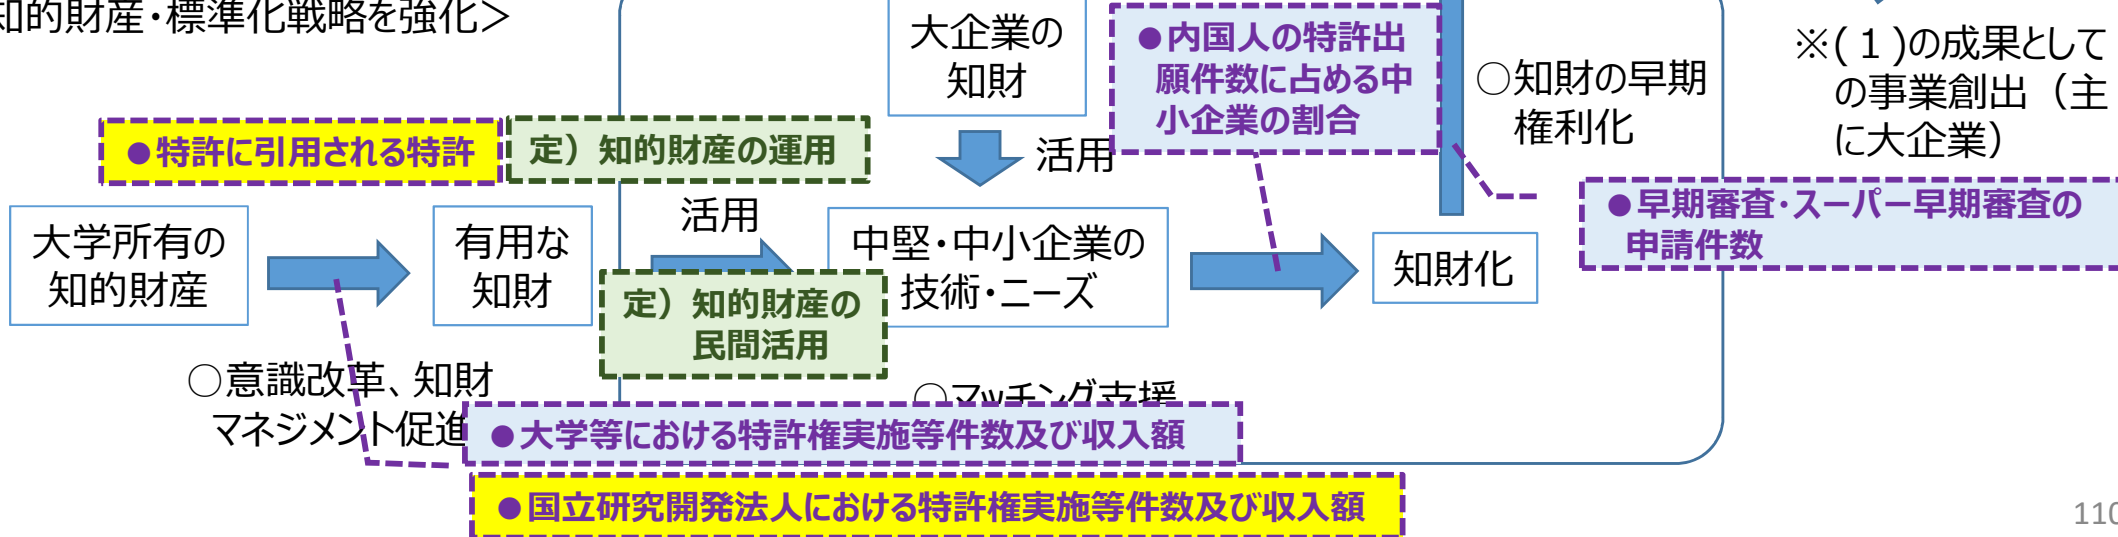 知的財産・標準化戦略を強化＞
大企業の
知財
●内国人の特許出
願件数に占める中
小企業の割合
○知財の早期
権利化
※(１)の成果として
の事業創出（主
に大企業）
●特許に引用される特許
定）知的財産の運用
活用
●早期審査・スーパー早期審査の
申請件数
大学所有の
知的財産
有用な
知財
活用
中堅・中小企業の
技術・ニーズ
知財化
定）知的財産の
民間活用
○意識改革、知財
マネジメント促進
○マッチング支援
●大学等における特許権実施等件数及び収入額
●国立研究開発法人における特許権実施等件数及び収入額
110